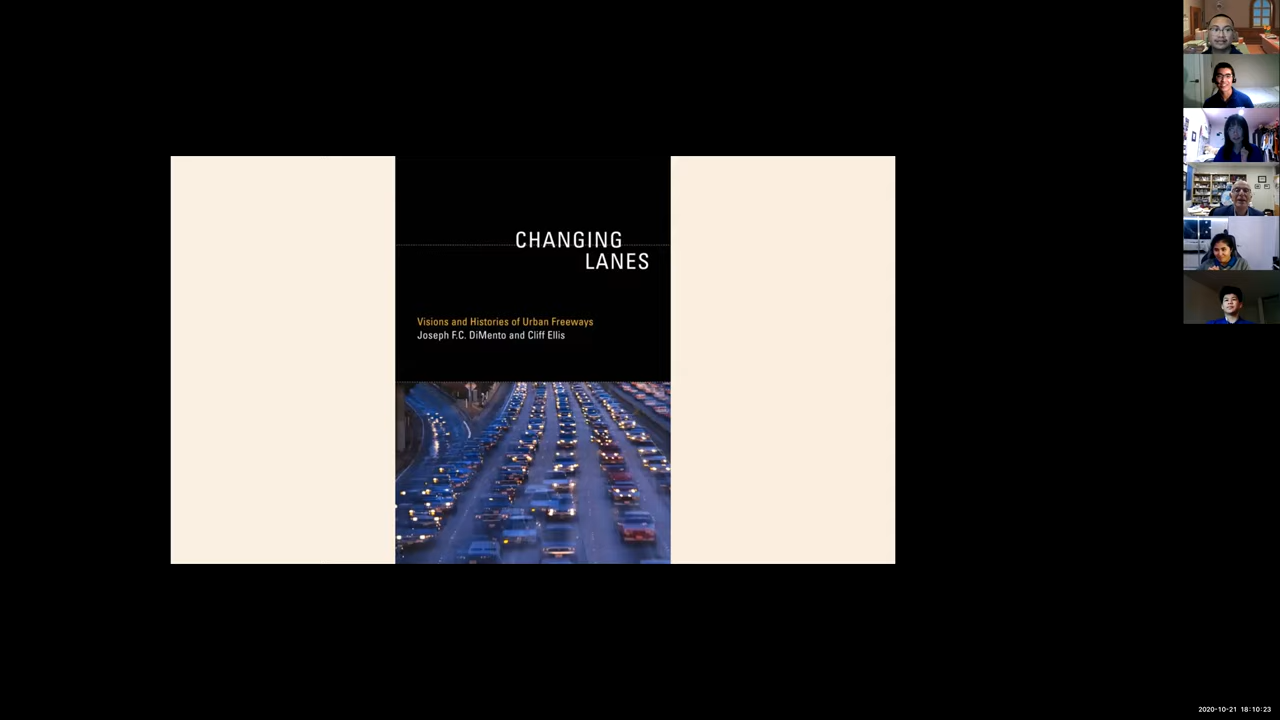 CHANGING
LANES
Visions and Histories of Urban Freeways
Joseph F.C. DiMento and Cliff Ellis
2020-10-21 18:10:23